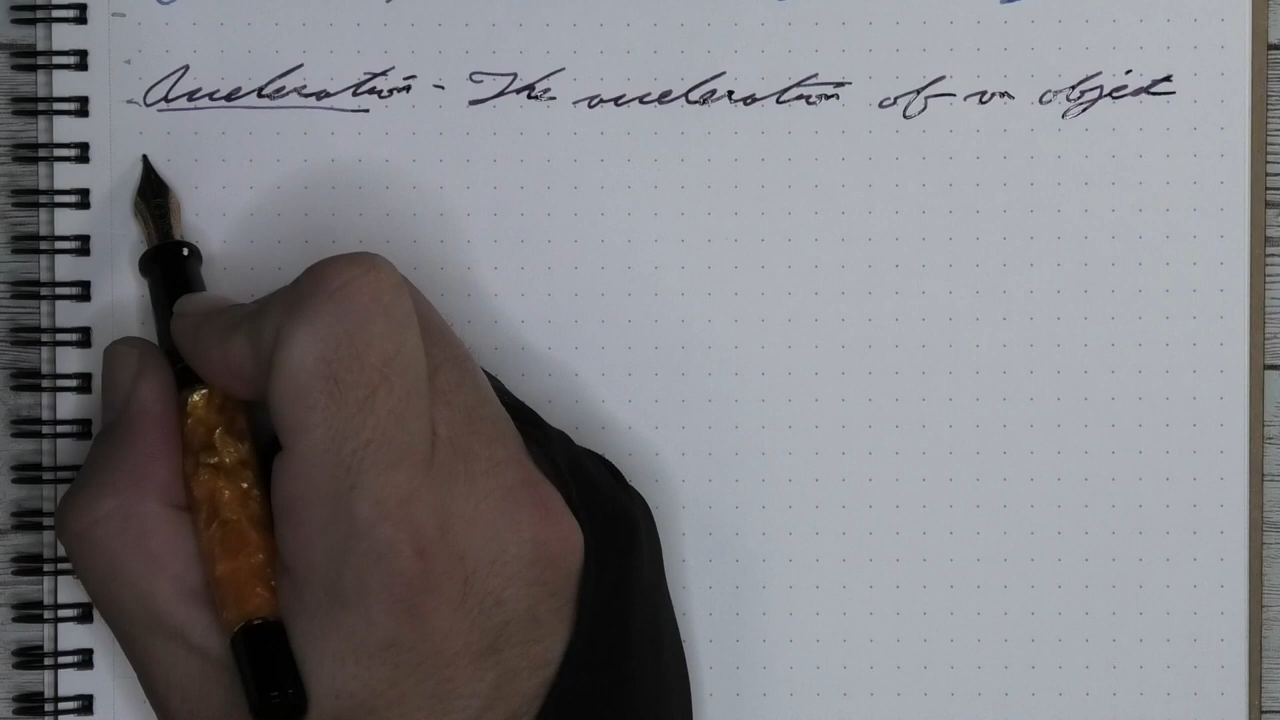 Acceleration - The acceleration of an object